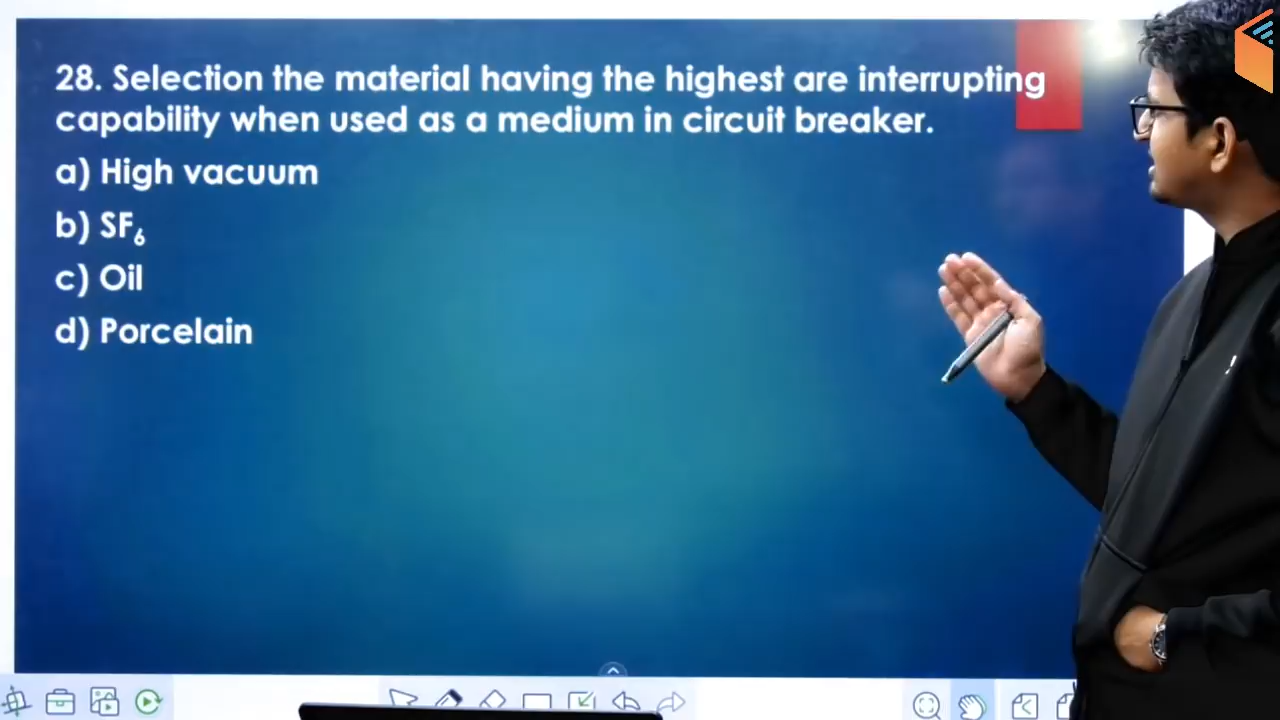 28. Selection the material having the highest are interrupting
capability when used as a medium in circuit breaker.
a) High vacuum
b) SF₆
c) Oil
d) Porcelain